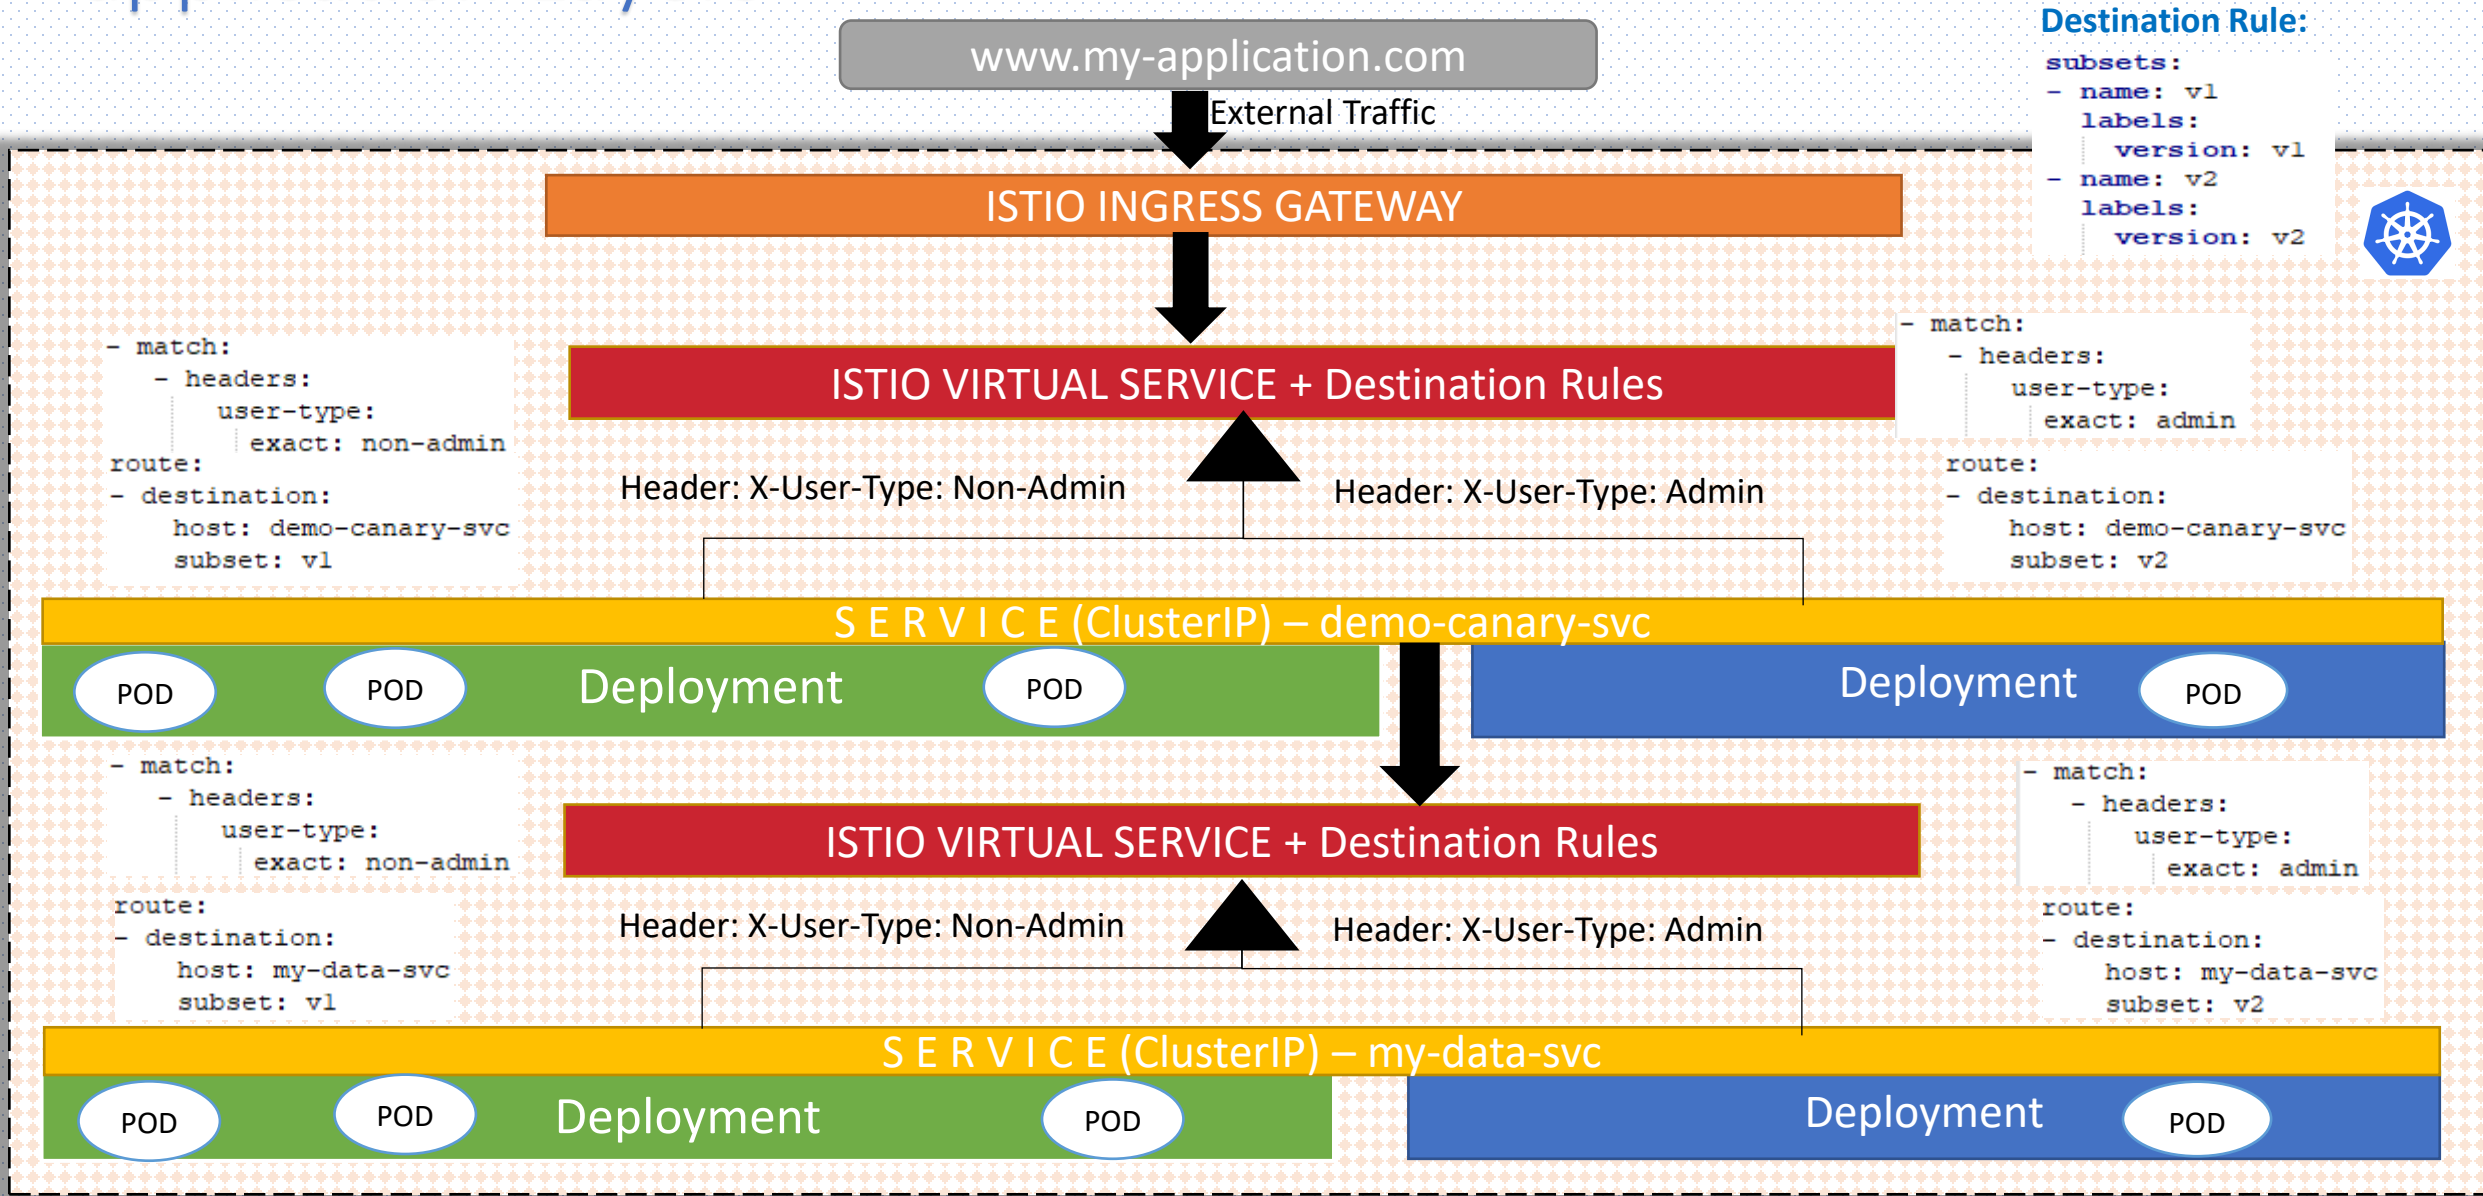 www.my-application.com
External Traffic
Destination Rule:
subsets:
- name: v1
labels:
version: v1
- name: v2
labels:
version: v2
ISTIO INGRESS GATEWAY
- match:
- headers:
user-type:
exact: non-admin
route:
- destination:
host: demo-canary-svc
subset: v1
ISTIO VIRTUAL SERVICE + Destination Rules
- match:
- headers:
user-type:
exact: admin
route:
- destination:
host: demo-canary-svc
subset: v2
Header: X-User-Type: Non-Admin
Header: X-User-Type: Admin
S E R V I C E (ClusterIP) – demo-canary-svc
POD
POD
Deployment
POD
Deployment
POD
- match:
- headers:
user-type:
exact: non-admin
route:
- destination:
host: my-data-svc
subset: v1
ISTIO VIRTUAL SERVICE + Destination Rules
- match:
- headers:
user-type:
exact: admin
route:
- destination:
host: my-data-svc
subset: v2
Header: X-User-Type: Non-Admin
Header: X-User-Type: Admin
S E R V I C E (ClusterIP) – my-data-svc
POD
POD
Deployment
POD
Deployment
POD